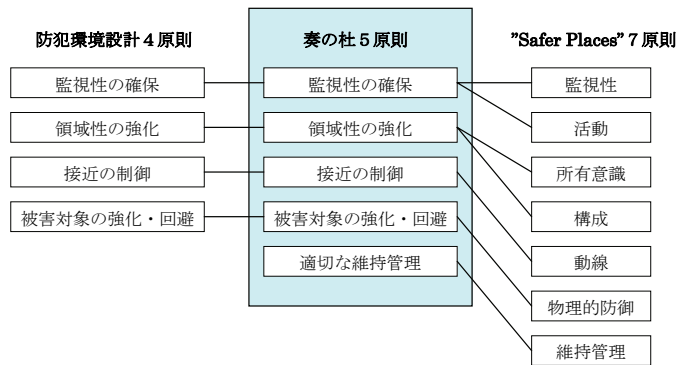 防犯環境設計４原則
監視性の確保
領域性の強化
接近の制御
被害対象の強化・回避
奏の杜５原則
監視性の確保
領域性の強化
接近の制御
被害対象の強化・回避
適切な維持管理
”Safer Places”７原則
監視性
活動
所有意識
構成
動線
物理的防御
維持管理